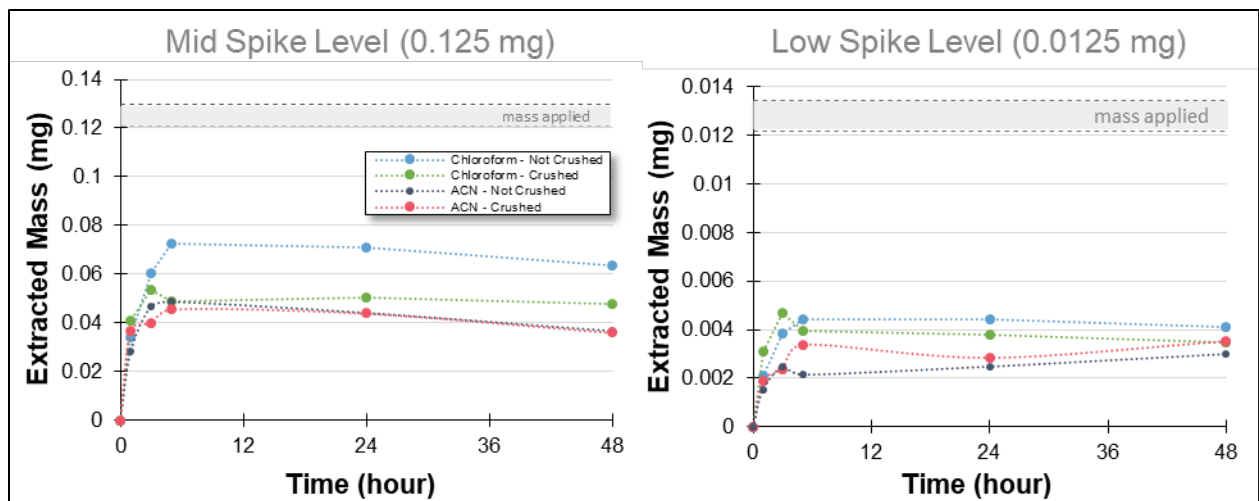 Mid Spike Level (0.125 mg)
0.14
0.12
0.1
0.08
0.06
0.04
0.02
0
mass applied
Chloroform - Not Crushed
Chloroform - Crushed
ACN - Not Crushed
ACN - Crushed
Extracted Mass (mg)
0 12 24 36 48
Time (hour)
Low Spike Level (0.0125 mg)
0.014
0.012
0.01
0.008
0.006
0.004
0.002
0
mass applied
Extracted Mass (mg)
0 12 24 36 48
Time (hour)